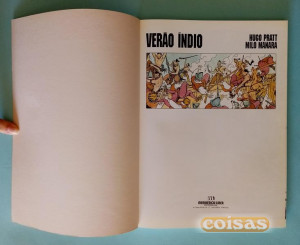 VERÃO ÍNDIO
HUGO PRATT
MILO MANARA
coisas